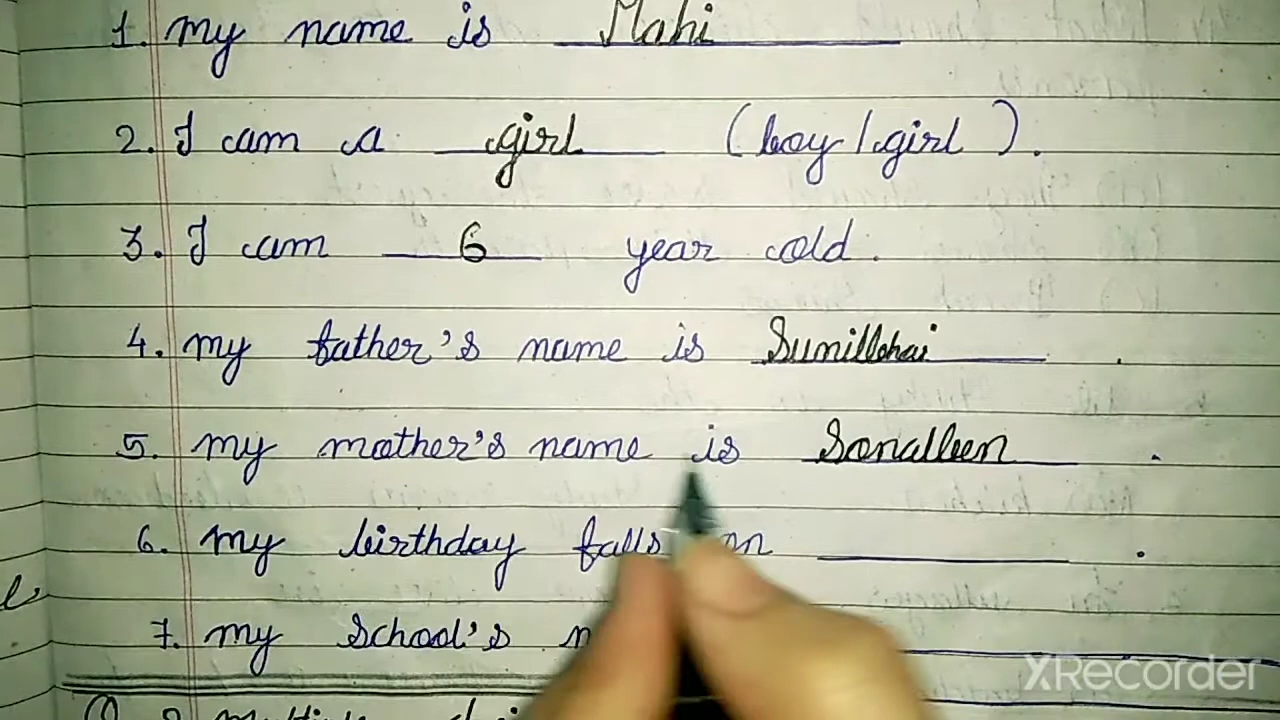 1. my name is Mahi
2. I am a girl (boy/girl).
3. I am 6 year old.
4. my father's name is Sunilbhai .
5. my mother's name is Sonalben .
6. my birthday falls on .
7. my school's
XRecorder